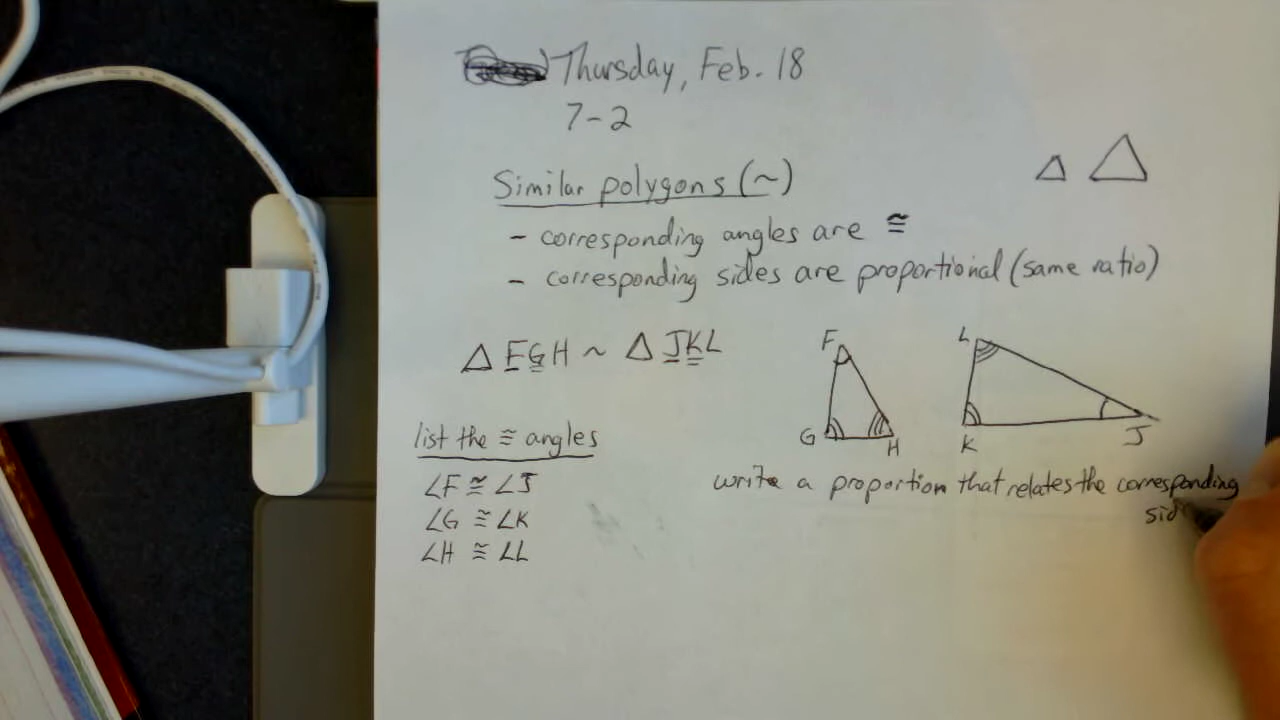 Thursday, Feb. 18
7-2
Similar polygons (~)
- corresponding angles are ≅
- corresponding sides are proportional (same ratio)
△ FGH ~ △ JKL
F
G
H
L
K
J
list the ≅ angles
∠F ≅ ∠J
∠G ≅ ∠K
∠H ≅ ∠L
write a proportion that relates the corresponding
sid